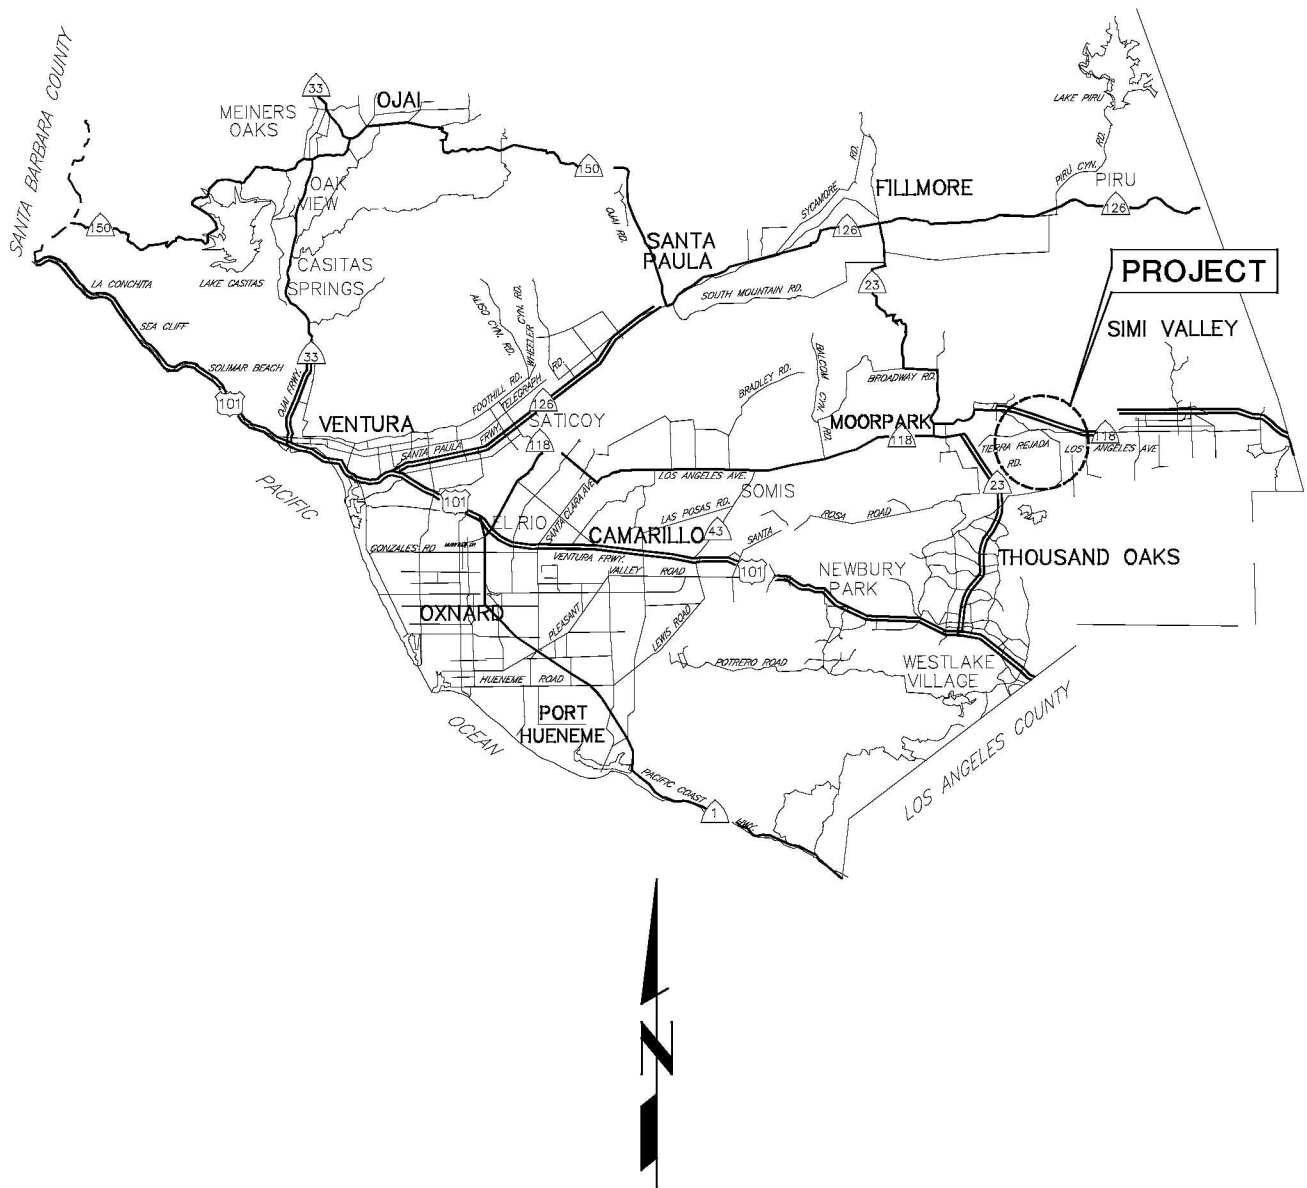 SANTA BARBARA COUNTY
33
OJAI
MEINERS
OAKS
LAKE PIRU
PIRU CYN. RD.
PIRU
150
OAK
VIEW
OJAI RD.
SYCAMORE RD.
FILLMORE
126
126
150
SANTA
PAULA
LA CONCHITA
LAKE CASITAS
CASITAS
SPRINGS
SOUTH MOUNTAIN RD.
23
PROJECT
SEA CLIFF
ALISO CYN. RD.
WHEELER CYN. RD.
SIMI VALLEY
SOLIMAR BEACH
33
OJAI FRWY.
FOOTHILL RD.
TELEGRAPH RD.
BRADLEY RD.
BALCOM CYN. RD.
BROADWAY RD.
101
126
VENTURA
SATICOY
MOORPARK
118
118
118
SANTA PAULA FRWY.
TIERRA REJADA RD.
LOS ANGELES AVE
PACIFIC
LOS ANGELES AVE.
SOMIS
23
101
SANTA CLARA AVE.
LAS POSAS RD.
EL RIO
CAMARILLO
43
SANTA ROSA ROAD
GONZALES RD
VENTURA FRWY.
101
THOUSAND OAKS
VALLEY ROAD
NEWBURY
PARK
OXNARD
PLEASANT
LEWIS ROAD
POTRERO ROAD
WESTLAKE
VILLAGE
HUENEME ROAD
PORT
HUENEME
OCEAN
LOS ANGELES COUNTY
PACIFIC COAST
1
HWY.
N